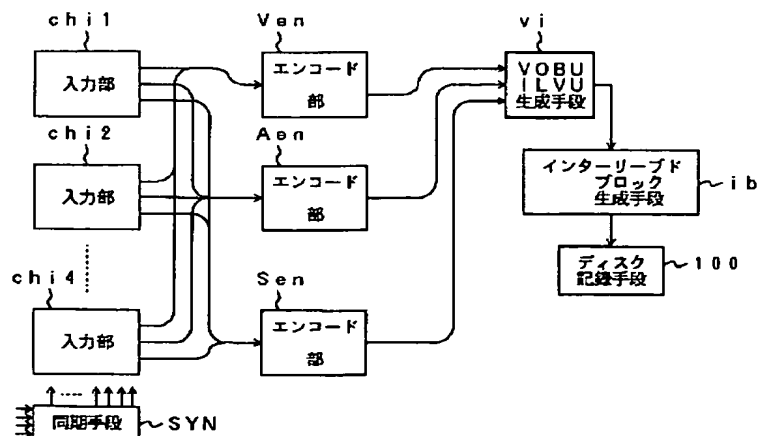 chi1
入力部
chi2
入力部
chi4
入力部
同期手段
SYN
Ven
エンコード
部
Aen
エンコード
部
Sen
エンコード
部
vi
VOBU
ILVU
生成手段
インターリーブド
ブロック
生成手段
ib
ディスク
記録手段
100